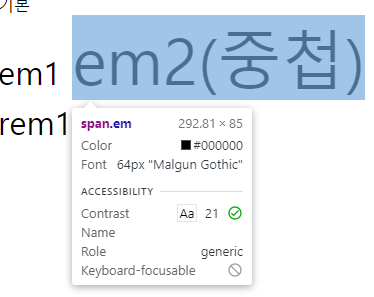 기본
em1 em2(중첩)
rem1
span.em 292.81 × 85
Color #000000
Font 64px "Malgun Gothic"
ACCESSIBILITY
Contrast Aa 21
Name
Role generic
Keyboard-focusable